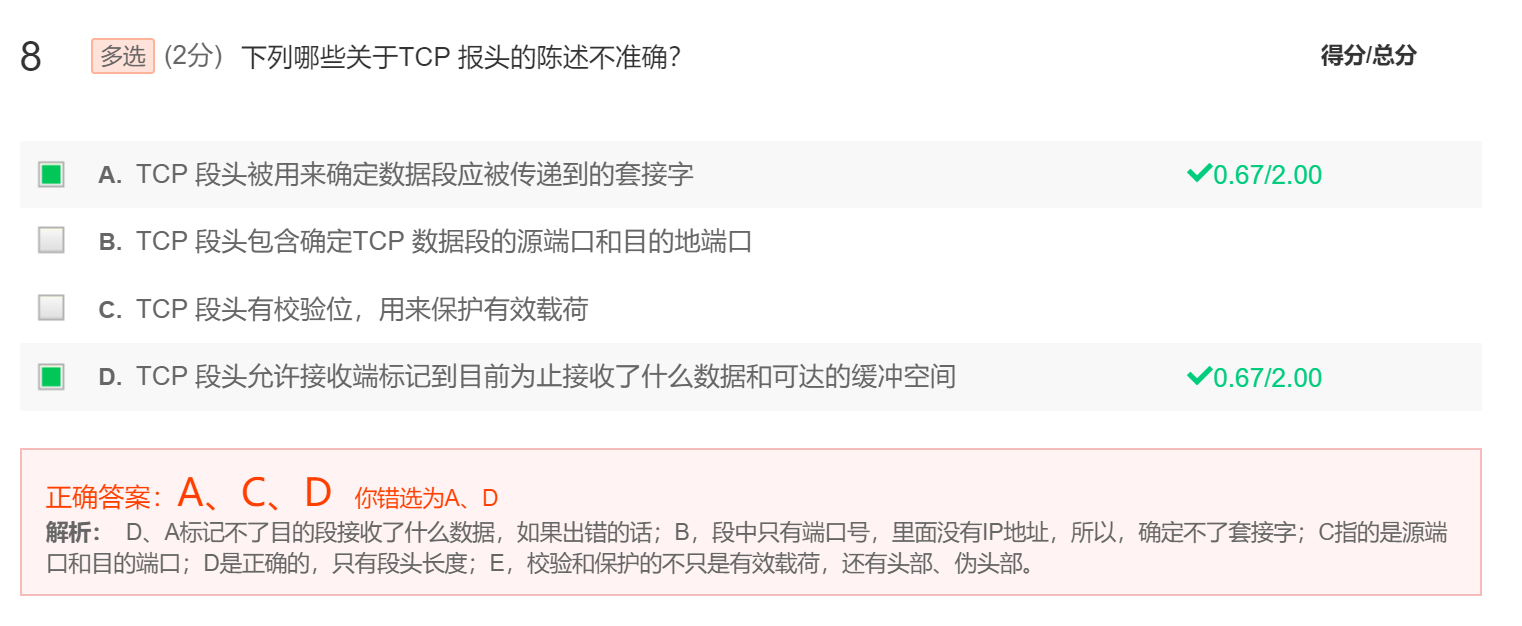 8 多选 (2分) 下列哪些关于TCP 报头的陈述不准确? 得分/总分
A. TCP 段头被用来确定数据段应被传递到的套接字 0.67/2.00
B. TCP 段头包含确定TCP 数据段的源端口和目的地端口
C. TCP 段头有校验位，用来保护有效载荷
D. TCP 段头允许接收端标记到目前为止接收了什么数据和可达的缓冲空间 0.67/2.00
正确答案：A、C、D 你错选为A、D
解析： D、A标记不了目的段接收了什么数据，如果出错的话；B，段中只有端口号，里面没有IP地址，所以，确定不了套接字；C指的是源端
口和目的端口；D是正确的，只有段头长度；E，校验和保护的不只是有效载荷，还有头部、伪头部。